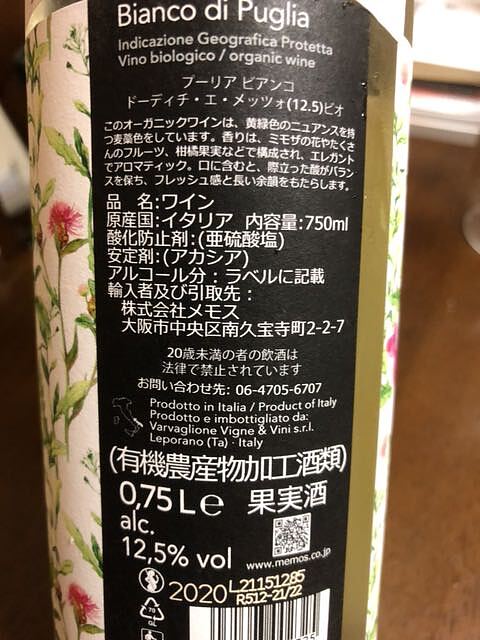 Bianco di Puglia
Indicazione Geografica Protetta
Vino biologico / organic wine
プーリア ビアンコ
ドーディチ・エ・メッツォ(12.5)ビオ
このオーガニックワインは、黄緑色のニュアンスを持
つ麦藁色をしています。香りは、ミモザの花やたくさ
んのフルーツ、柑橘果実などで構成され、エレガント
でアロマティック。口に含むと、際立った酸がバラン
スを保ち、フレッシュ感と長い余韻をもたらします。
品 名:ワイン
原産国:イタリア 内容量:750ml
酸化防止剤:(亜硫酸塩)
安定剤:(アカシア)
アルコール分:ラベルに記載
輸入者及び引取先:
株式会社メモス
大阪市中央区南久宝寺町2-2-7
20歳未満の者の飲酒は
法律で禁止されています
お問い合わせ先: 06-4705-6707
Prodotto in Italia / Product of Italy
Prodotto e imbottigliato da:
Varvaglione Vigne & Vini s.r.l.
Leporano (Ta) · Italy
(有機農産物加工酒類)
0,75 L e 果実酒
alc.
12,5% vol
www.memos.co.jp
2020 L21151285
R512-21/22
70
GL